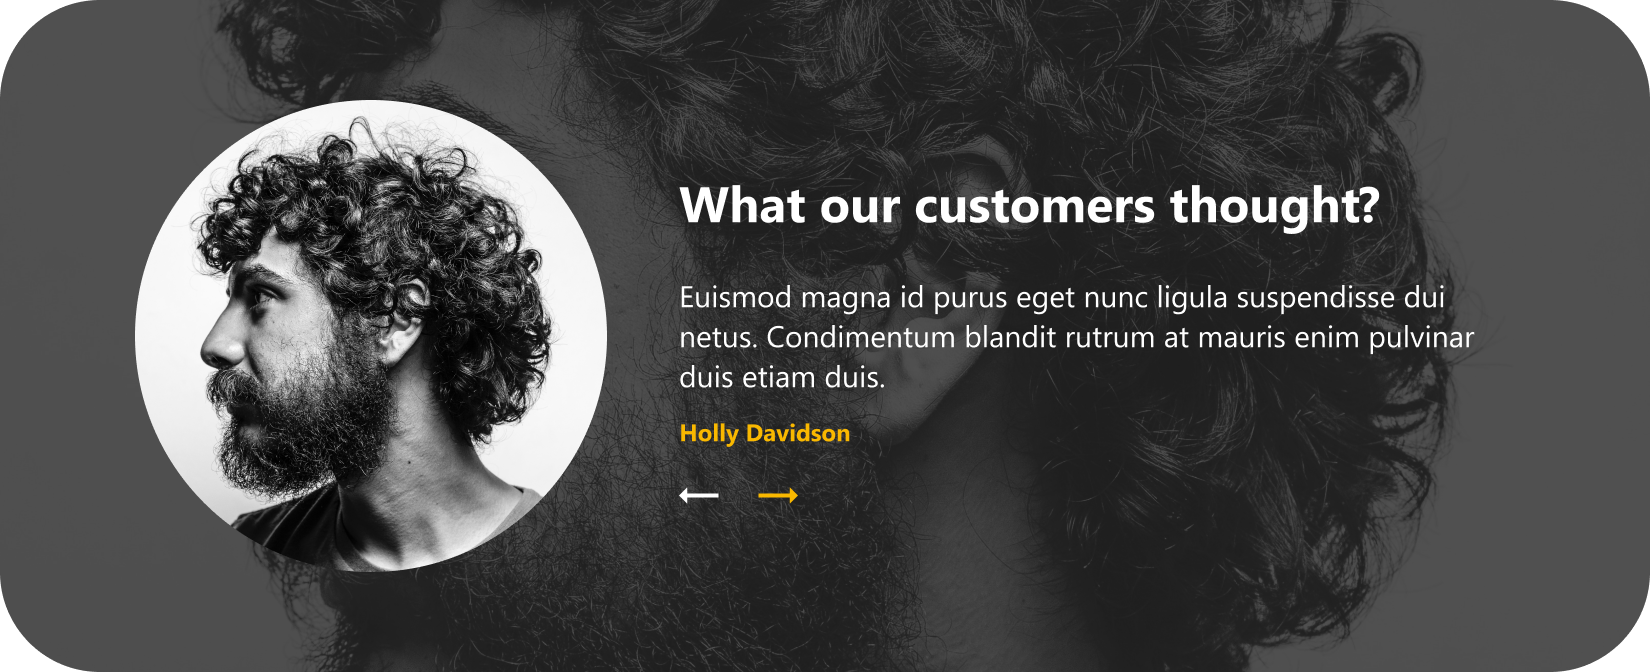 What our customers thought?
Euismod magna id purus eget nunc ligula suspendisse dui
netus. Condimentum blandit rutrum at mauris enim pulvinar
duis etiam duis.
Holly Davidson